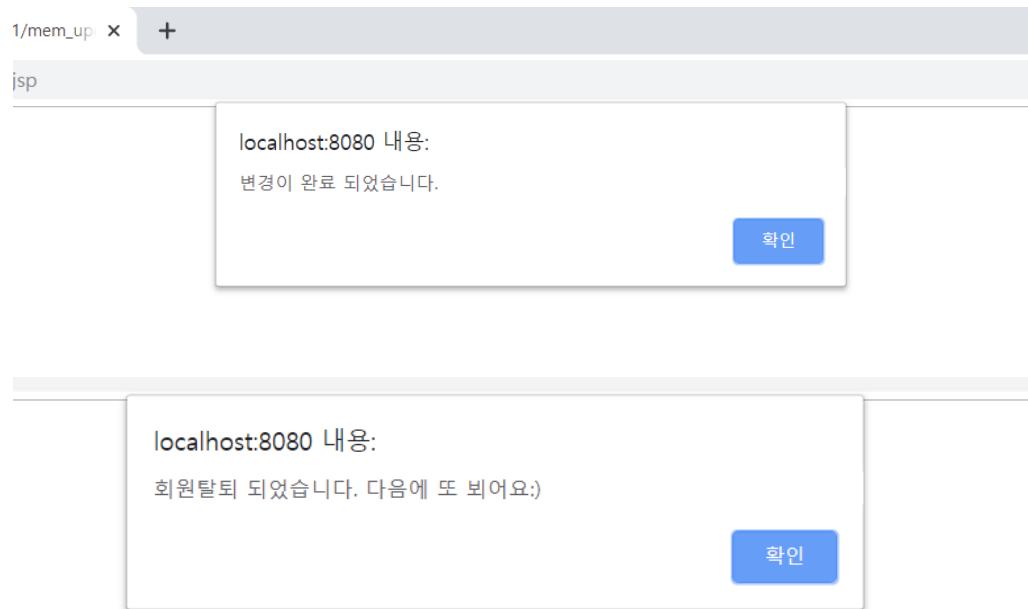 1/mem_up
jsp
localhost:8080 내용:
변경이 완료 되었습니다.
확인
localhost:8080 내용:
회원탈퇴 되었습니다. 다음에 또 뵈어요:)
확인